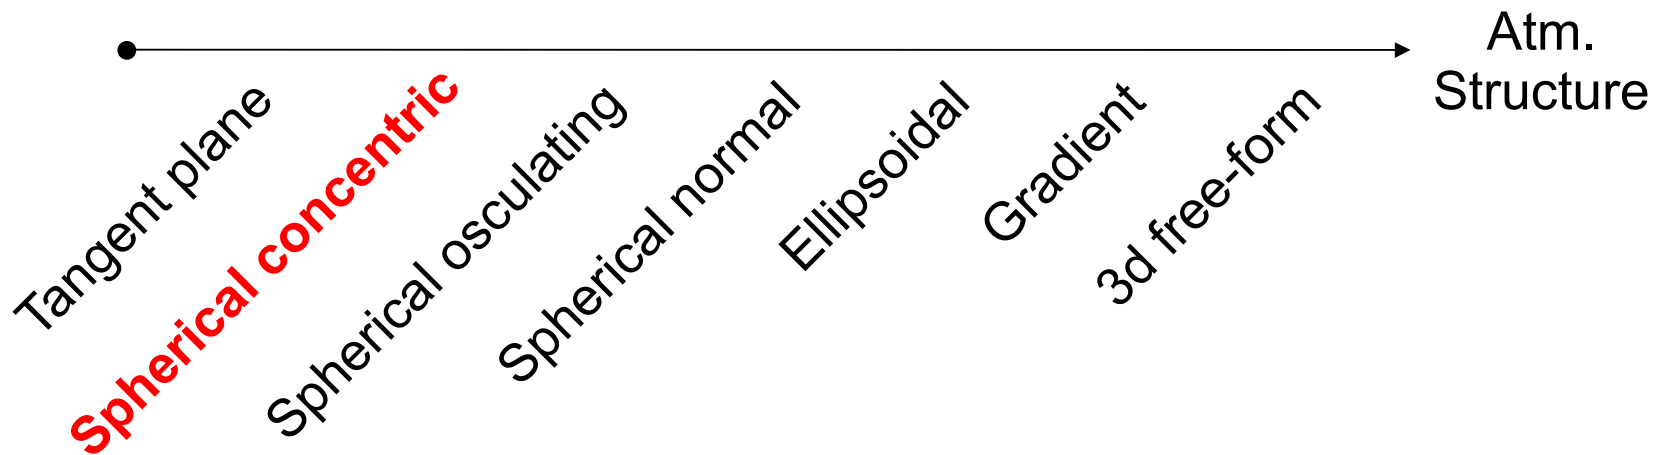 Atm.
Structure
Tangent plane
Spherical concentric
Spherical osculating
Spherical normal
Ellipsoidal
Gradient
3d free-form